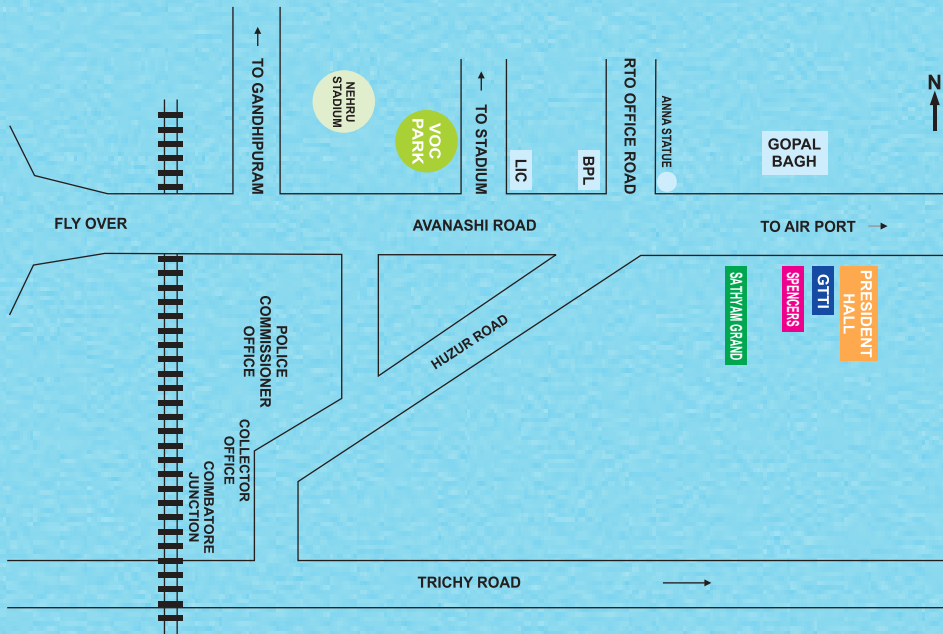 N
TO GANDHIPURAM
NEHRU
STADIUM
VOC
PARK
TO STADIUM
LIC
BPL
RTO OFFICE ROAD
ANNA STATUE
GOPAL
BAGH
FLY OVER
AVANASHI ROAD
TO AIR PORT
POLICE
COMMISSIONER
OFFICE
HUZUR ROAD
SATHYAM GRAND
SPENCERS
GTTI
PRESIDENT
HALL
COLLECTOR
OFFICE
COIMBATORE
JUNCTION
TRICHY ROAD